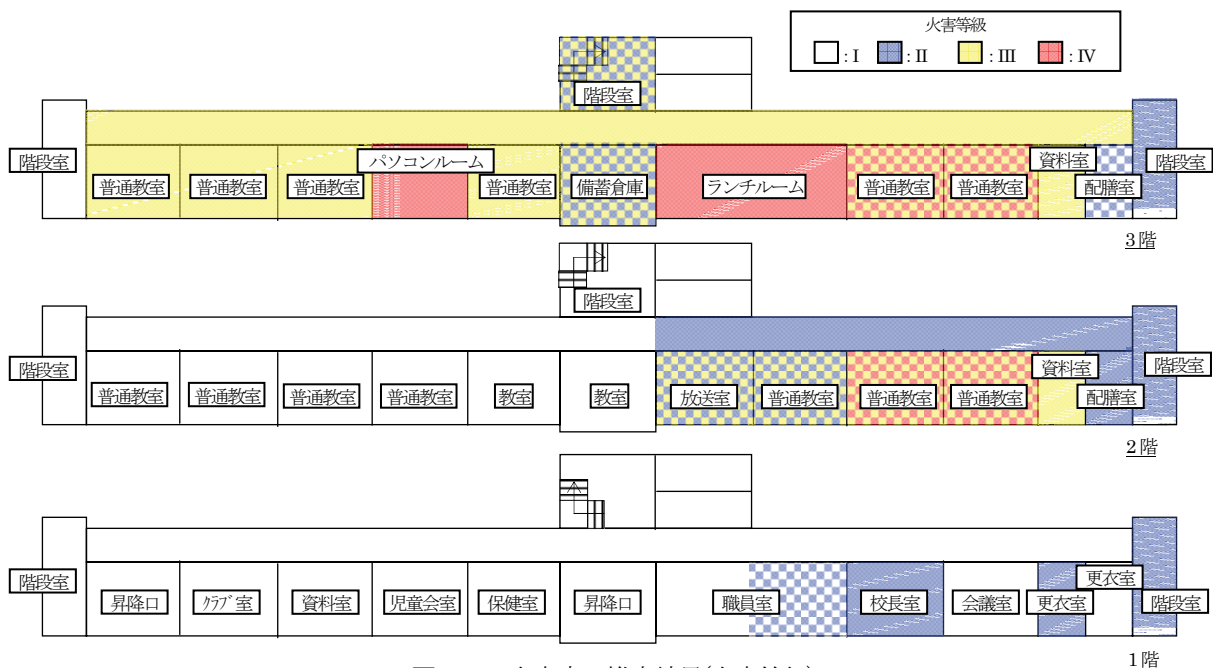 火害等級
: I : II : III : IV
階段室
階段室
パソコンルーム
資料室
階段室
普通教室 普通教室 普通教室 普通教室 備蓄倉庫 ランチルーム 普通教室 普通教室 配膳室
3階
階段室
階段室
資料室
階段室
普通教室 普通教室 普通教室 普通教室 教室 教室 放送室 普通教室 普通教室 普通教室 配膳室
2階
階段室
更衣室
階段室
昇降口 クラブ室 資料室 児童会室 保健室 昇降口 職員室 校長室 会議室 更衣室
1階